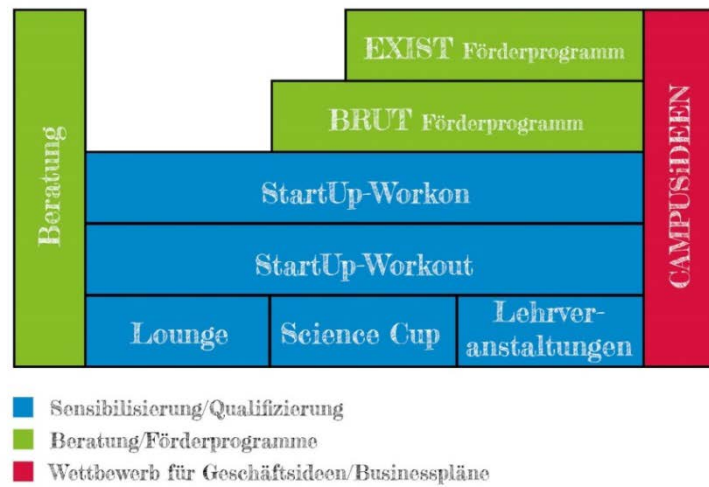 Beratung
EXIST Förderprogramm
BRUT Förderprogramm
StartUp-Workon
StartUp-Workout
Lounge
Science Cup
Lehrver-
anstaltungen
CAMPUSiDEEN
Sensibilisierung/Qualifizierung
Beratung/Förderprogramme
Wettbewerb für Geschäftsideen/Businesspläne